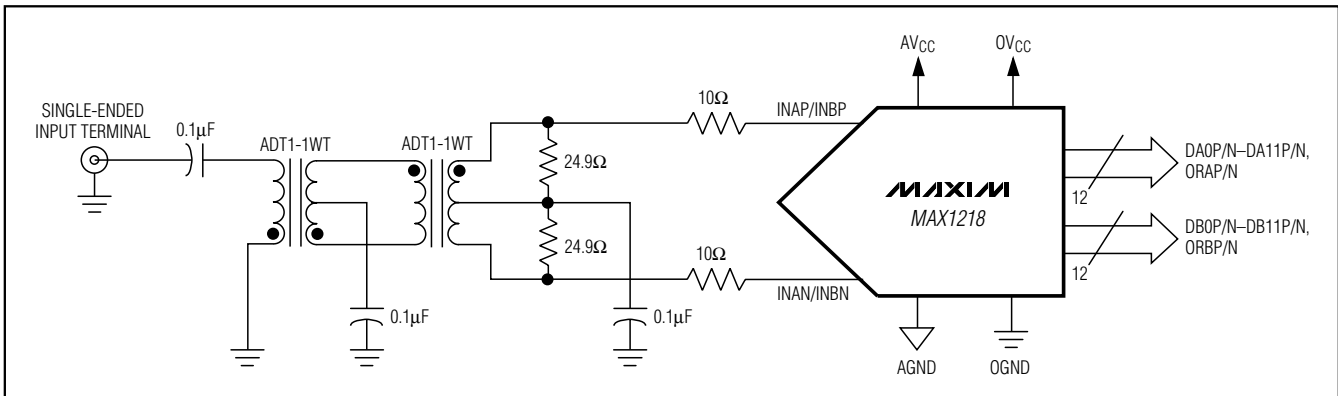 SINGLE-ENDED
INPUT TERMINAL
0.1µF
ADT1-1WT
ADT1-1WT
0.1µF
24.9Ω
24.9Ω
0.1µF
10Ω
10Ω
INAP/INBP
INAN/INBN
AVCC
OVCC
MAXIM
MAX1218
AGND
OGND
12
DA0P/N–DA11P/N,
ORAP/N
12
DB0P/N–DB11P/N,
ORBP/N